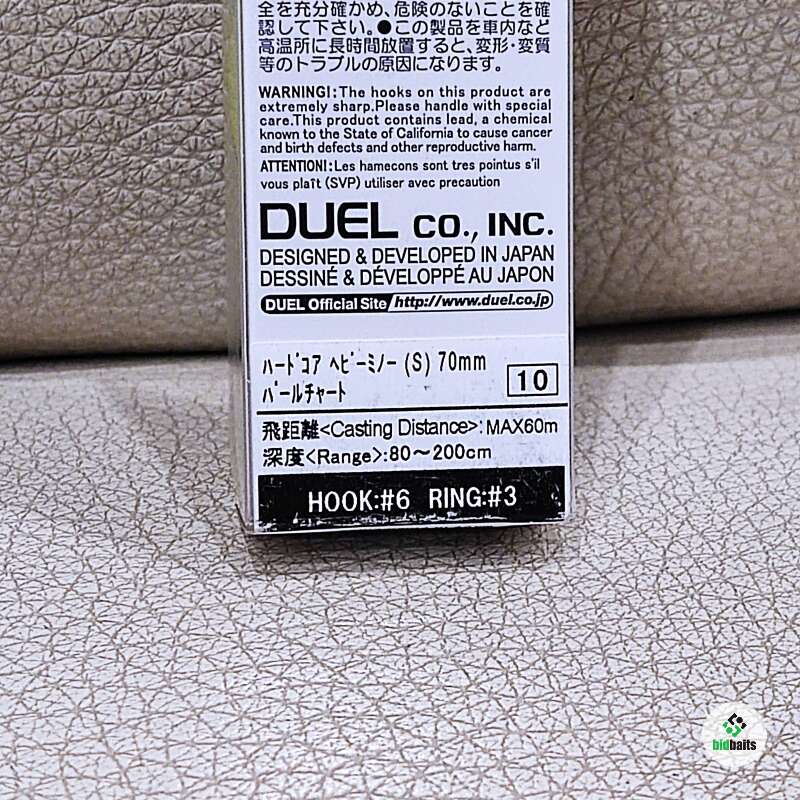 全を充分確かめ、危険のないことを確
認して下さい。●この製品を車内など
高温所に長時間放置すると、変形・変質
等のトラブルの原因になります。
WARNING!:The hooks on this product are
extremely sharp.Please handle with special
care.This product contains lead, a chemical
known to the State of California to cause cancer
and birth defects and other reproductive harm.
ATTENTION!:Les hamecons sont tres pointus s'il
vous plaît (SVP) utiliser avec precaution
DUEL CO., INC.
DESIGNED & DEVELOPED IN JAPAN
DESSINÉ & DÉVELOPPÉ AU JAPON
DUEL Official Site/http://www.duel.co.jp
ハードコア ヘビーミノー (S) 70mm
パールチャート
10
飛距離<Casting Distance>:MAX60m
深度<Range>:80〜200cm
HOOK:#6 RING:#3
bidbaits